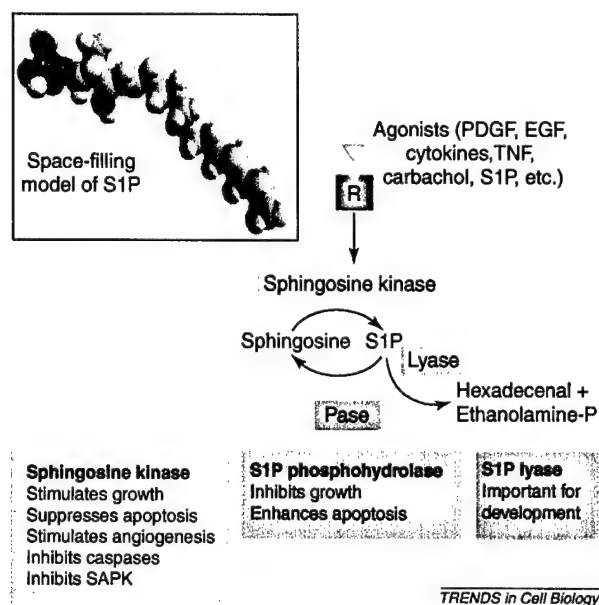 Space-filling
model of S1P
Agonists (PDGF, EGF,
cytokines,TNF,
carbachol, S1P, etc.)
R
Sphingosine kinase
Sphingosine S1P
Lyase
Pase
Hexadecenal +
Ethanolamine-P
Sphingosine kinase
Stimulates growth
Suppresses apoptosis
Stimulates angiogenesis
Inhibits caspases
Inhibits SAPK
S1P phosphohydrolase
Inhibits growth
Enhances apoptosis
S1P lyase
Important for
development
TRENDS in Cell Biology